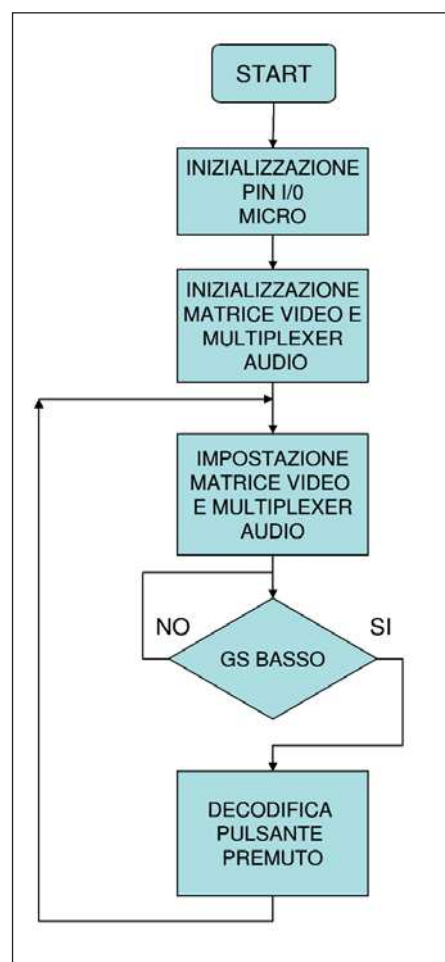 START
INIZIALIZZAZIONE
PIN I/0
MICRO
INIZIALIZZAZIONE
MATRICE VIDEO E
MULTIPLEXER
AUDIO
IMPOSTAZIONE
MATRICE VIDEO
E MULTIPLEXER
AUDIO
NO
SI
GS BASSO
DECODIFICA
PULSANTE
PREMUTO